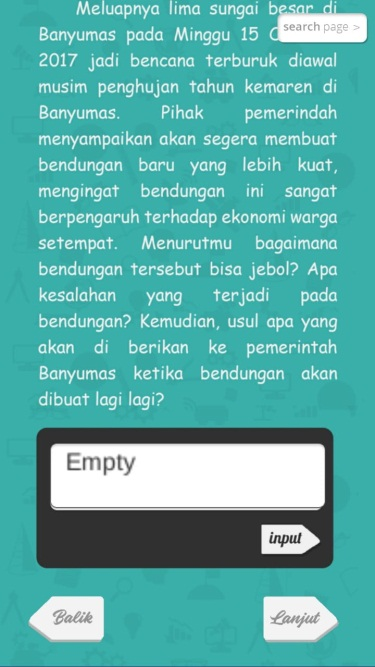 Meluapnya lima sungai besar di
search page >
Banyumas pada Minggu 15
2017 jadi bencana terburuk diawal
musim penghujan tahun kemaren di
Banyumas. Pihak pemerindah
menyampaikan akan segera membuat
bendungan baru yang lebih kuat,
mengingat bendungan ini sangat
berpengaruh terhadap ekonomi warga
setempat. Menurutmu bagaimana
bendungan tersebut bisa jebol? Apa
kesalahan yang terjadi pada
bendungan? Kemudian, usul apa yang
akan di berikan ke pemerintah
Banyumas ketika bendungan akan
dibuat lagi lagi?
Empty
input
Balik
Lanjut